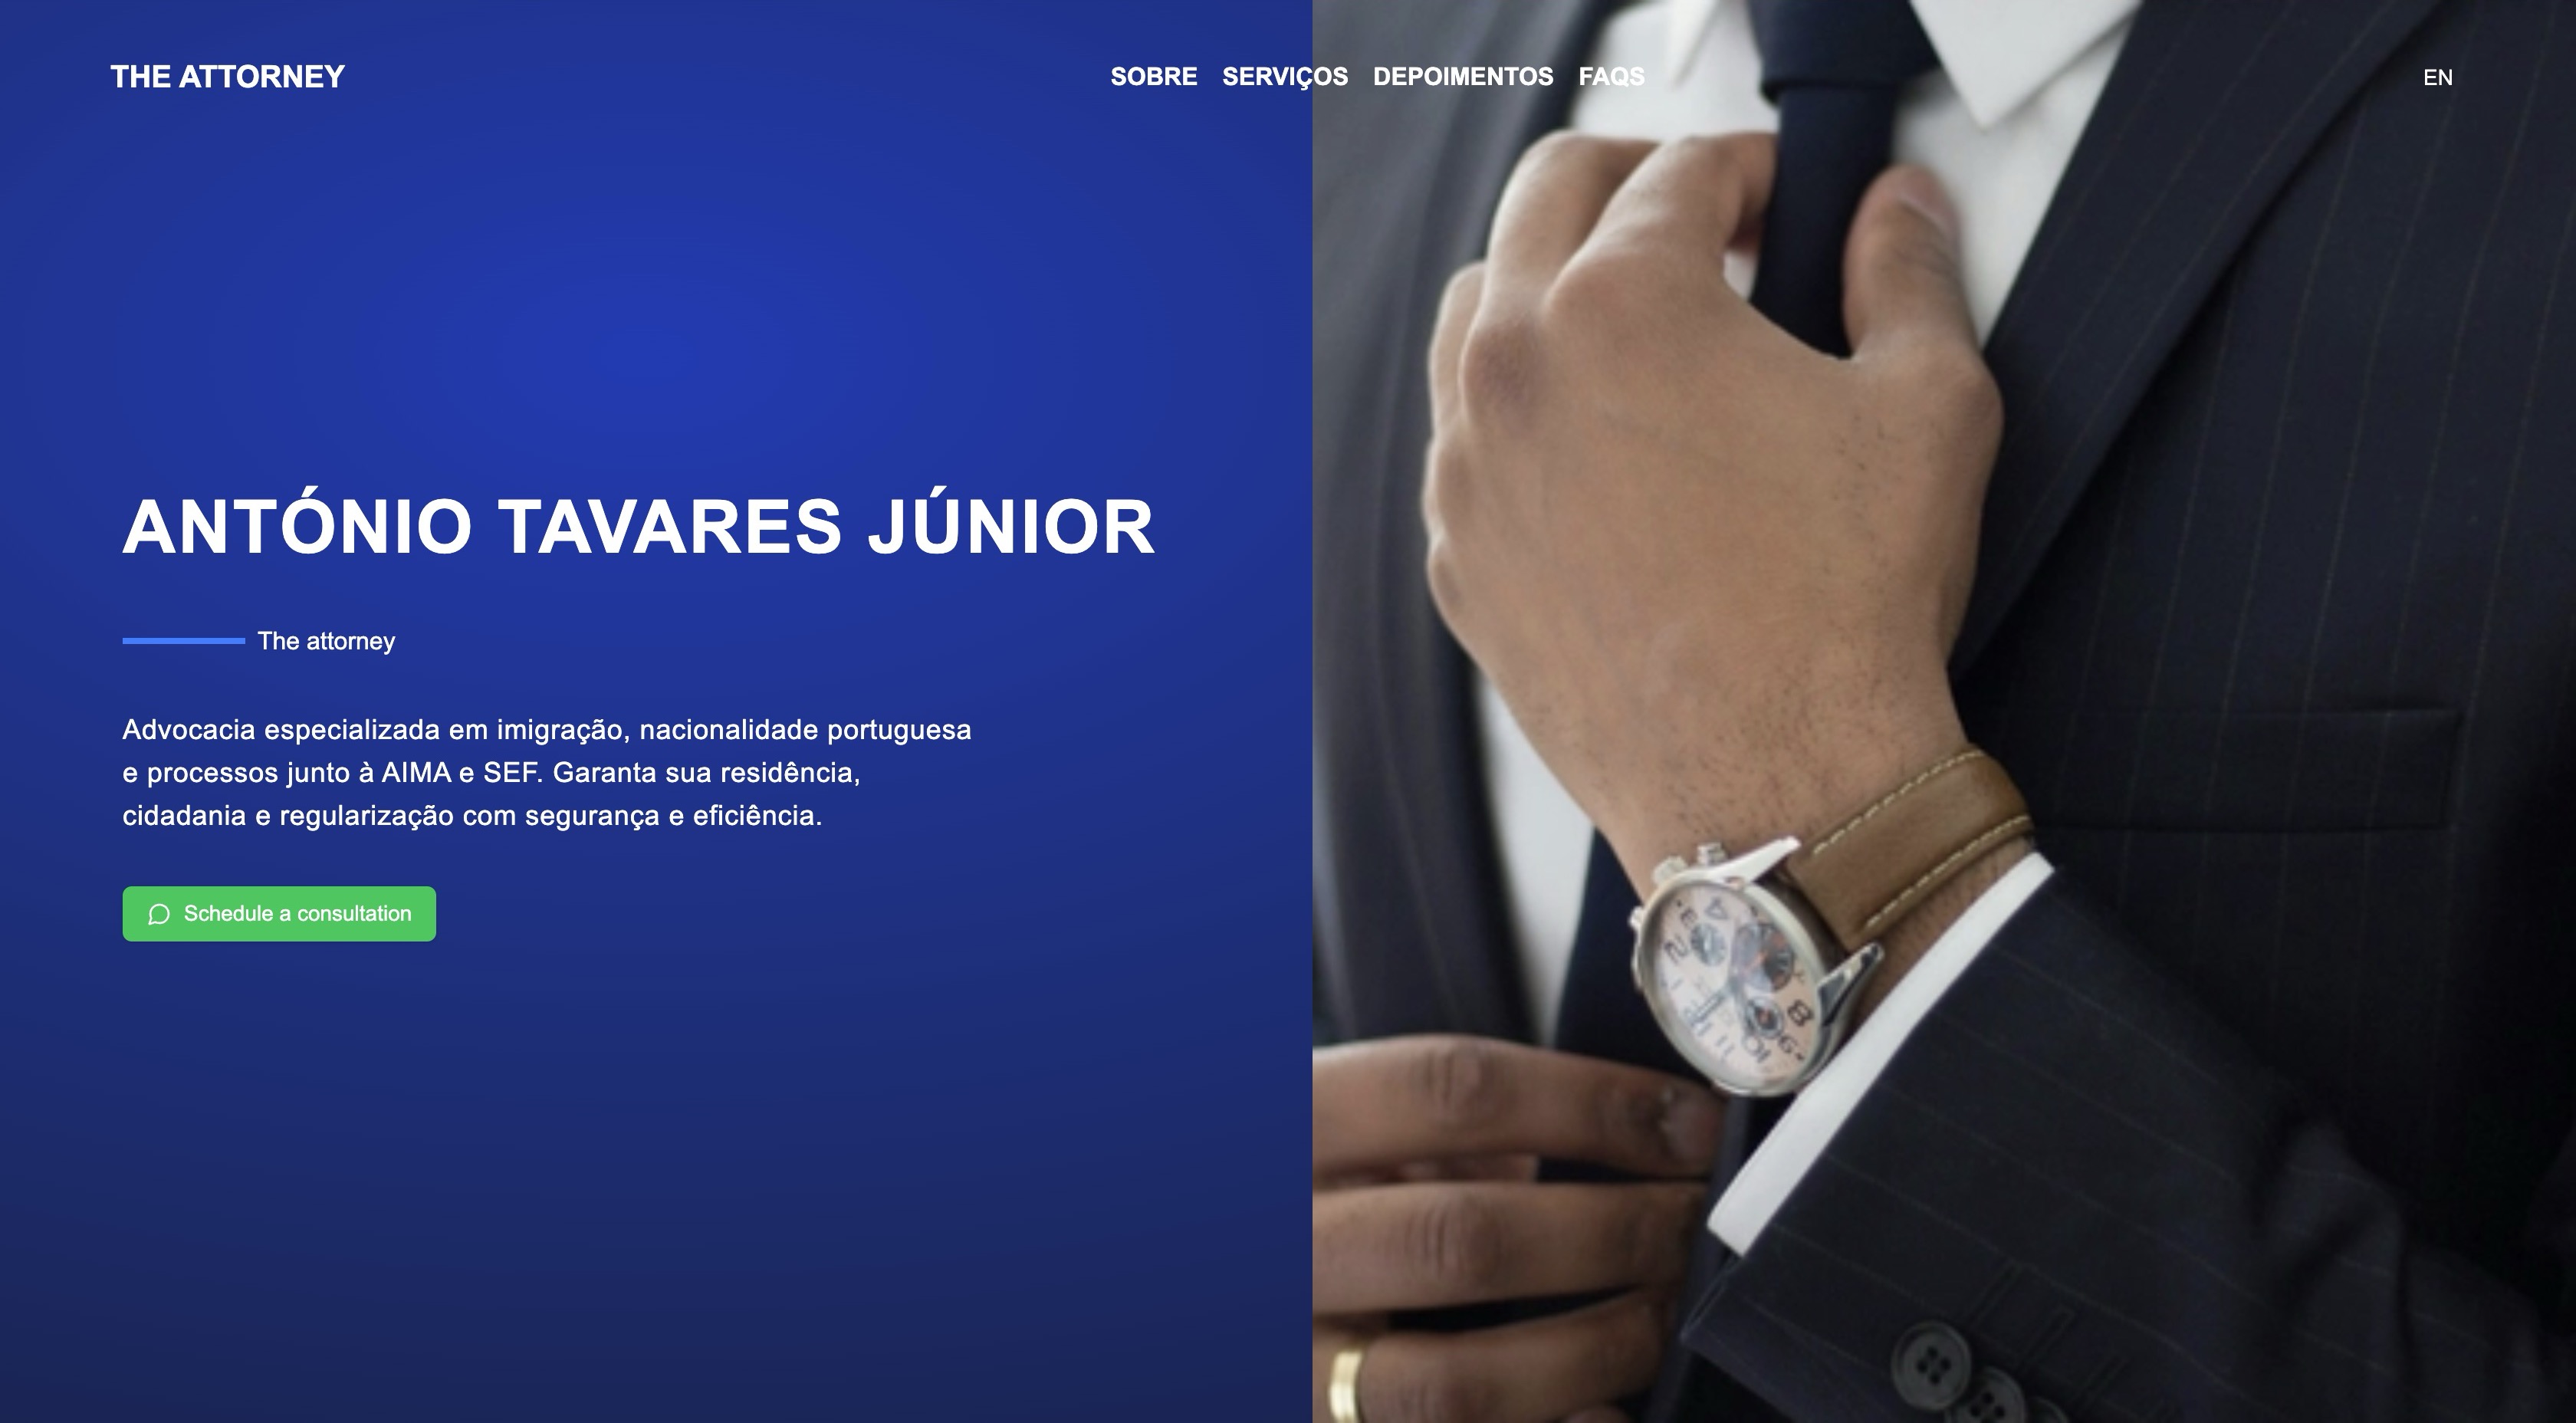 THE ATTORNEY
SOBRE SERVIÇOS DEPOIMENTOS FAQS
EN
ANTÓNIO TAVARES JÚNIOR
The attorney
Advocacia especializada em imigração, nacionalidade portuguesa
e processos junto à AIMA e SEF. Garanta sua residência,
cidadania e regularização com segurança e eficiência.
Schedule a consultation